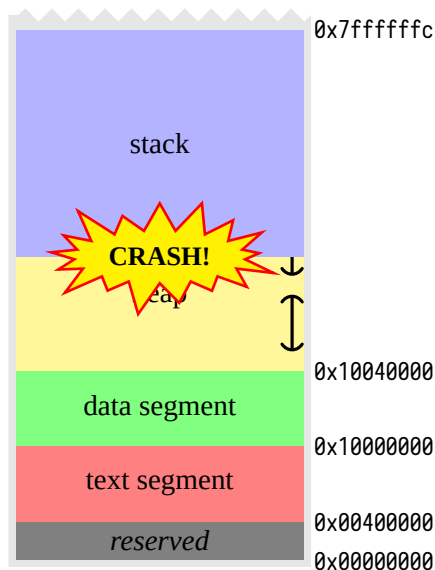 0x7ffffffc
stack
CRASH!
0x10040000
data segment
0x10000000
text segment
0x00400000
reserved
0x00000000